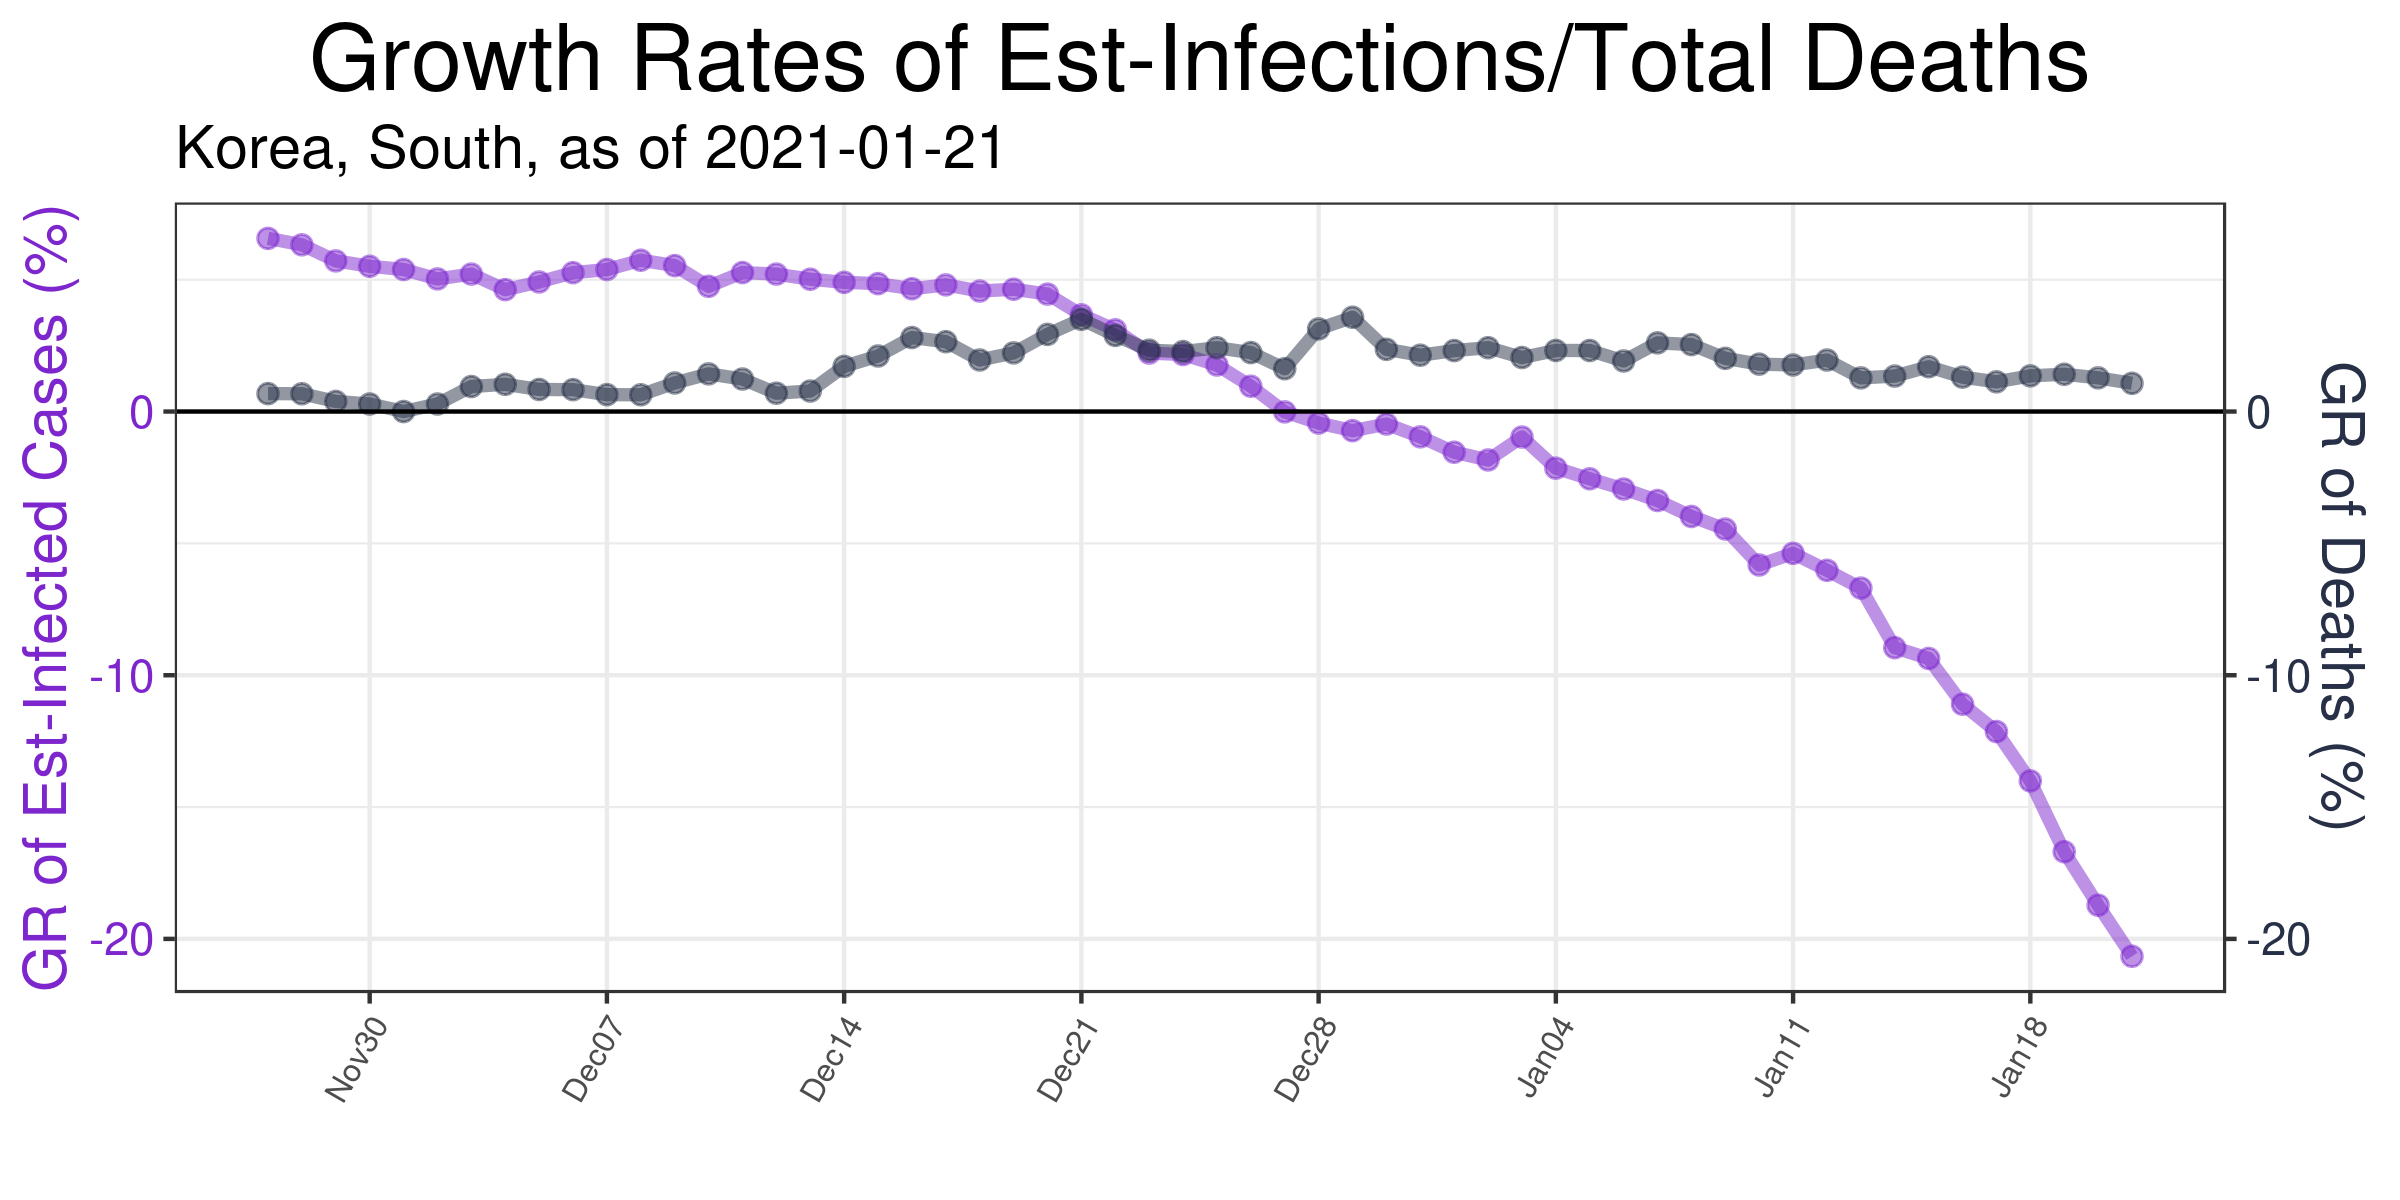 Growth Rates of Est-Infections/Total Deaths
Korea, South, as of 2021-01-21
GR of Est-Infected Cases (%)
0
-10
-20
0
-10
-20
GR of Deaths (%)
Nov30
Dec07
Dec14
Dec21
Dec28
Jan04
Jan11
Jan18